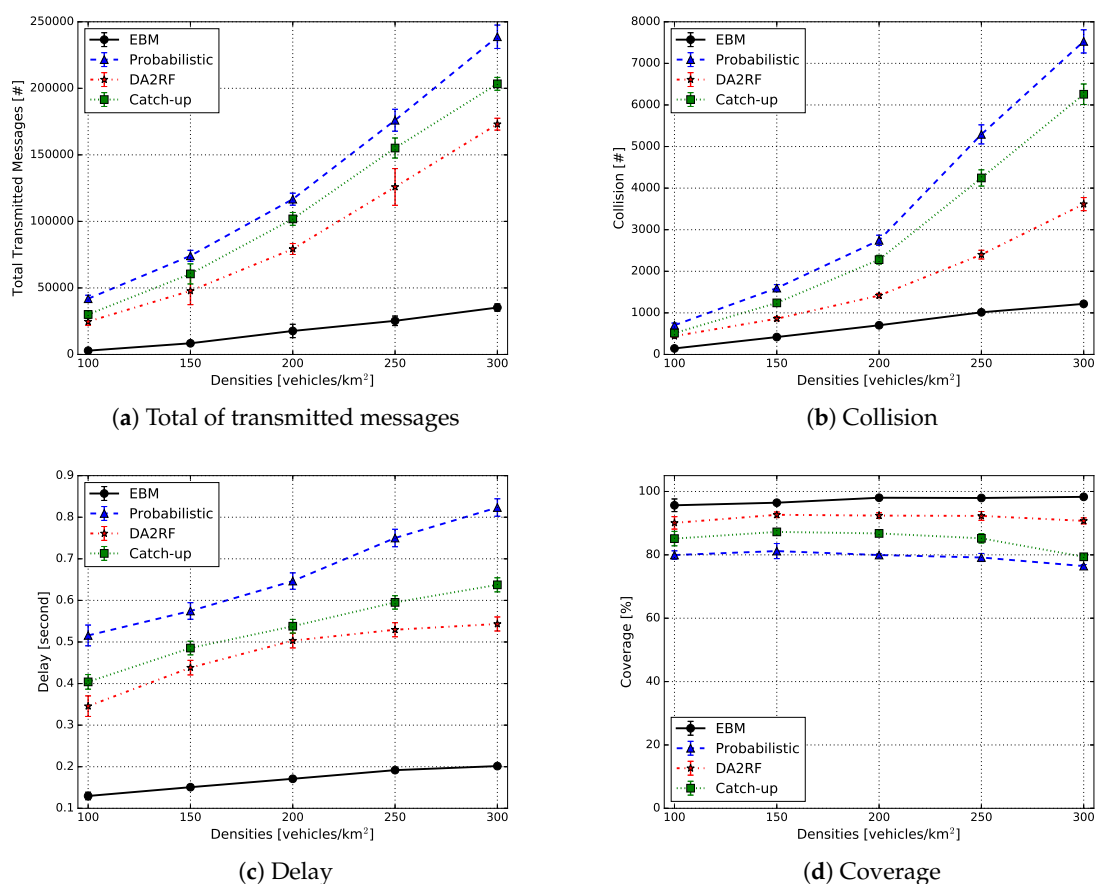 250000
200000
150000
100000
50000
0
Total Transmitted Messages [#]
EBM
Probabilistic
DA2RF
Catch-up
100 150 200 250 300
Densities [vehicles/km²]
(a) Total of transmitted messages
8000
7000
6000
5000
4000
3000
2000
1000
0
Collision [#]
EBM
Probabilistic
DA2RF
Catch-up
100 150 200 250 300
Densities [vehicles/km²]
(b) Collision
0.9
0.8
0.7
0.6
0.5
0.4
0.3
0.2
0.1
Delay [second]
EBM
Probabilistic
DA2RF
Catch-up
100 150 200 250 300
Densities [vehicles/km²]
(c) Delay
100
80
60
40
20
0
Coverage [%]
EBM
Probabilistic
DA2RF
Catch-up
100 150 200 250 300
Densities [vehicles/km²]
(d) Coverage